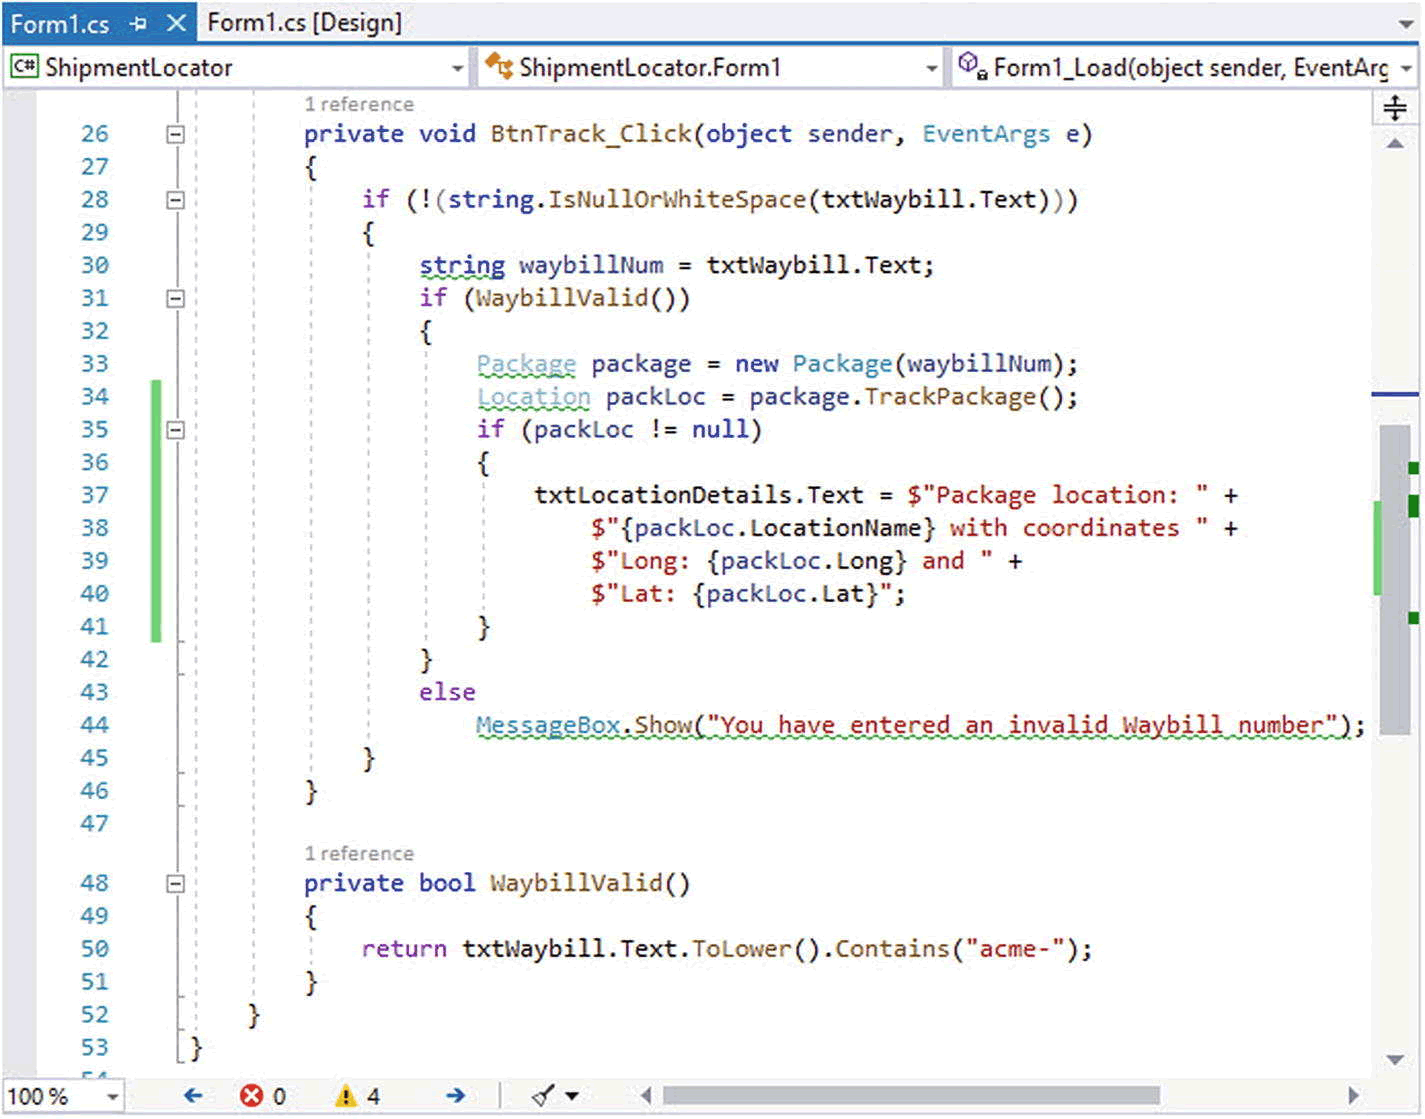 Form1.cs Form1.cs [Design]
C# ShipmentLocator ShipmentLocator.Form1 Form1_Load(object sender, EventArg
1 reference
26 private void BtnTrack_Click(object sender, EventArgs e)
27 {
28 if (!(string.IsNullOrWhiteSpace(txtWaybill.Text)))
29 {
30 string waybillNum = txtWaybill.Text;
31 if (WaybillValid())
32 {
33 Package package = new Package(waybillNum);
34 Location packLoc = package.TrackPackage();
35 if (packLoc != null)
36 {
37 txtLocationDetails.Text = $"Package location: " +
38 $"{packLoc.LocationName} with coordinates " +
39 $"Long: {packLoc.Long} and " +
40 $"Lat: {packLoc.Lat}";
41 }
42 }
43 else
44 MessageBox.Show("You have entered an invalid Waybill number");
45 }
46 }
47
1 reference
48 private bool WaybillValid()
49 {
50 return txtWaybill.Text.ToLower().Contains("acme-");
51 }
52 }
53 }
100 % 0 4